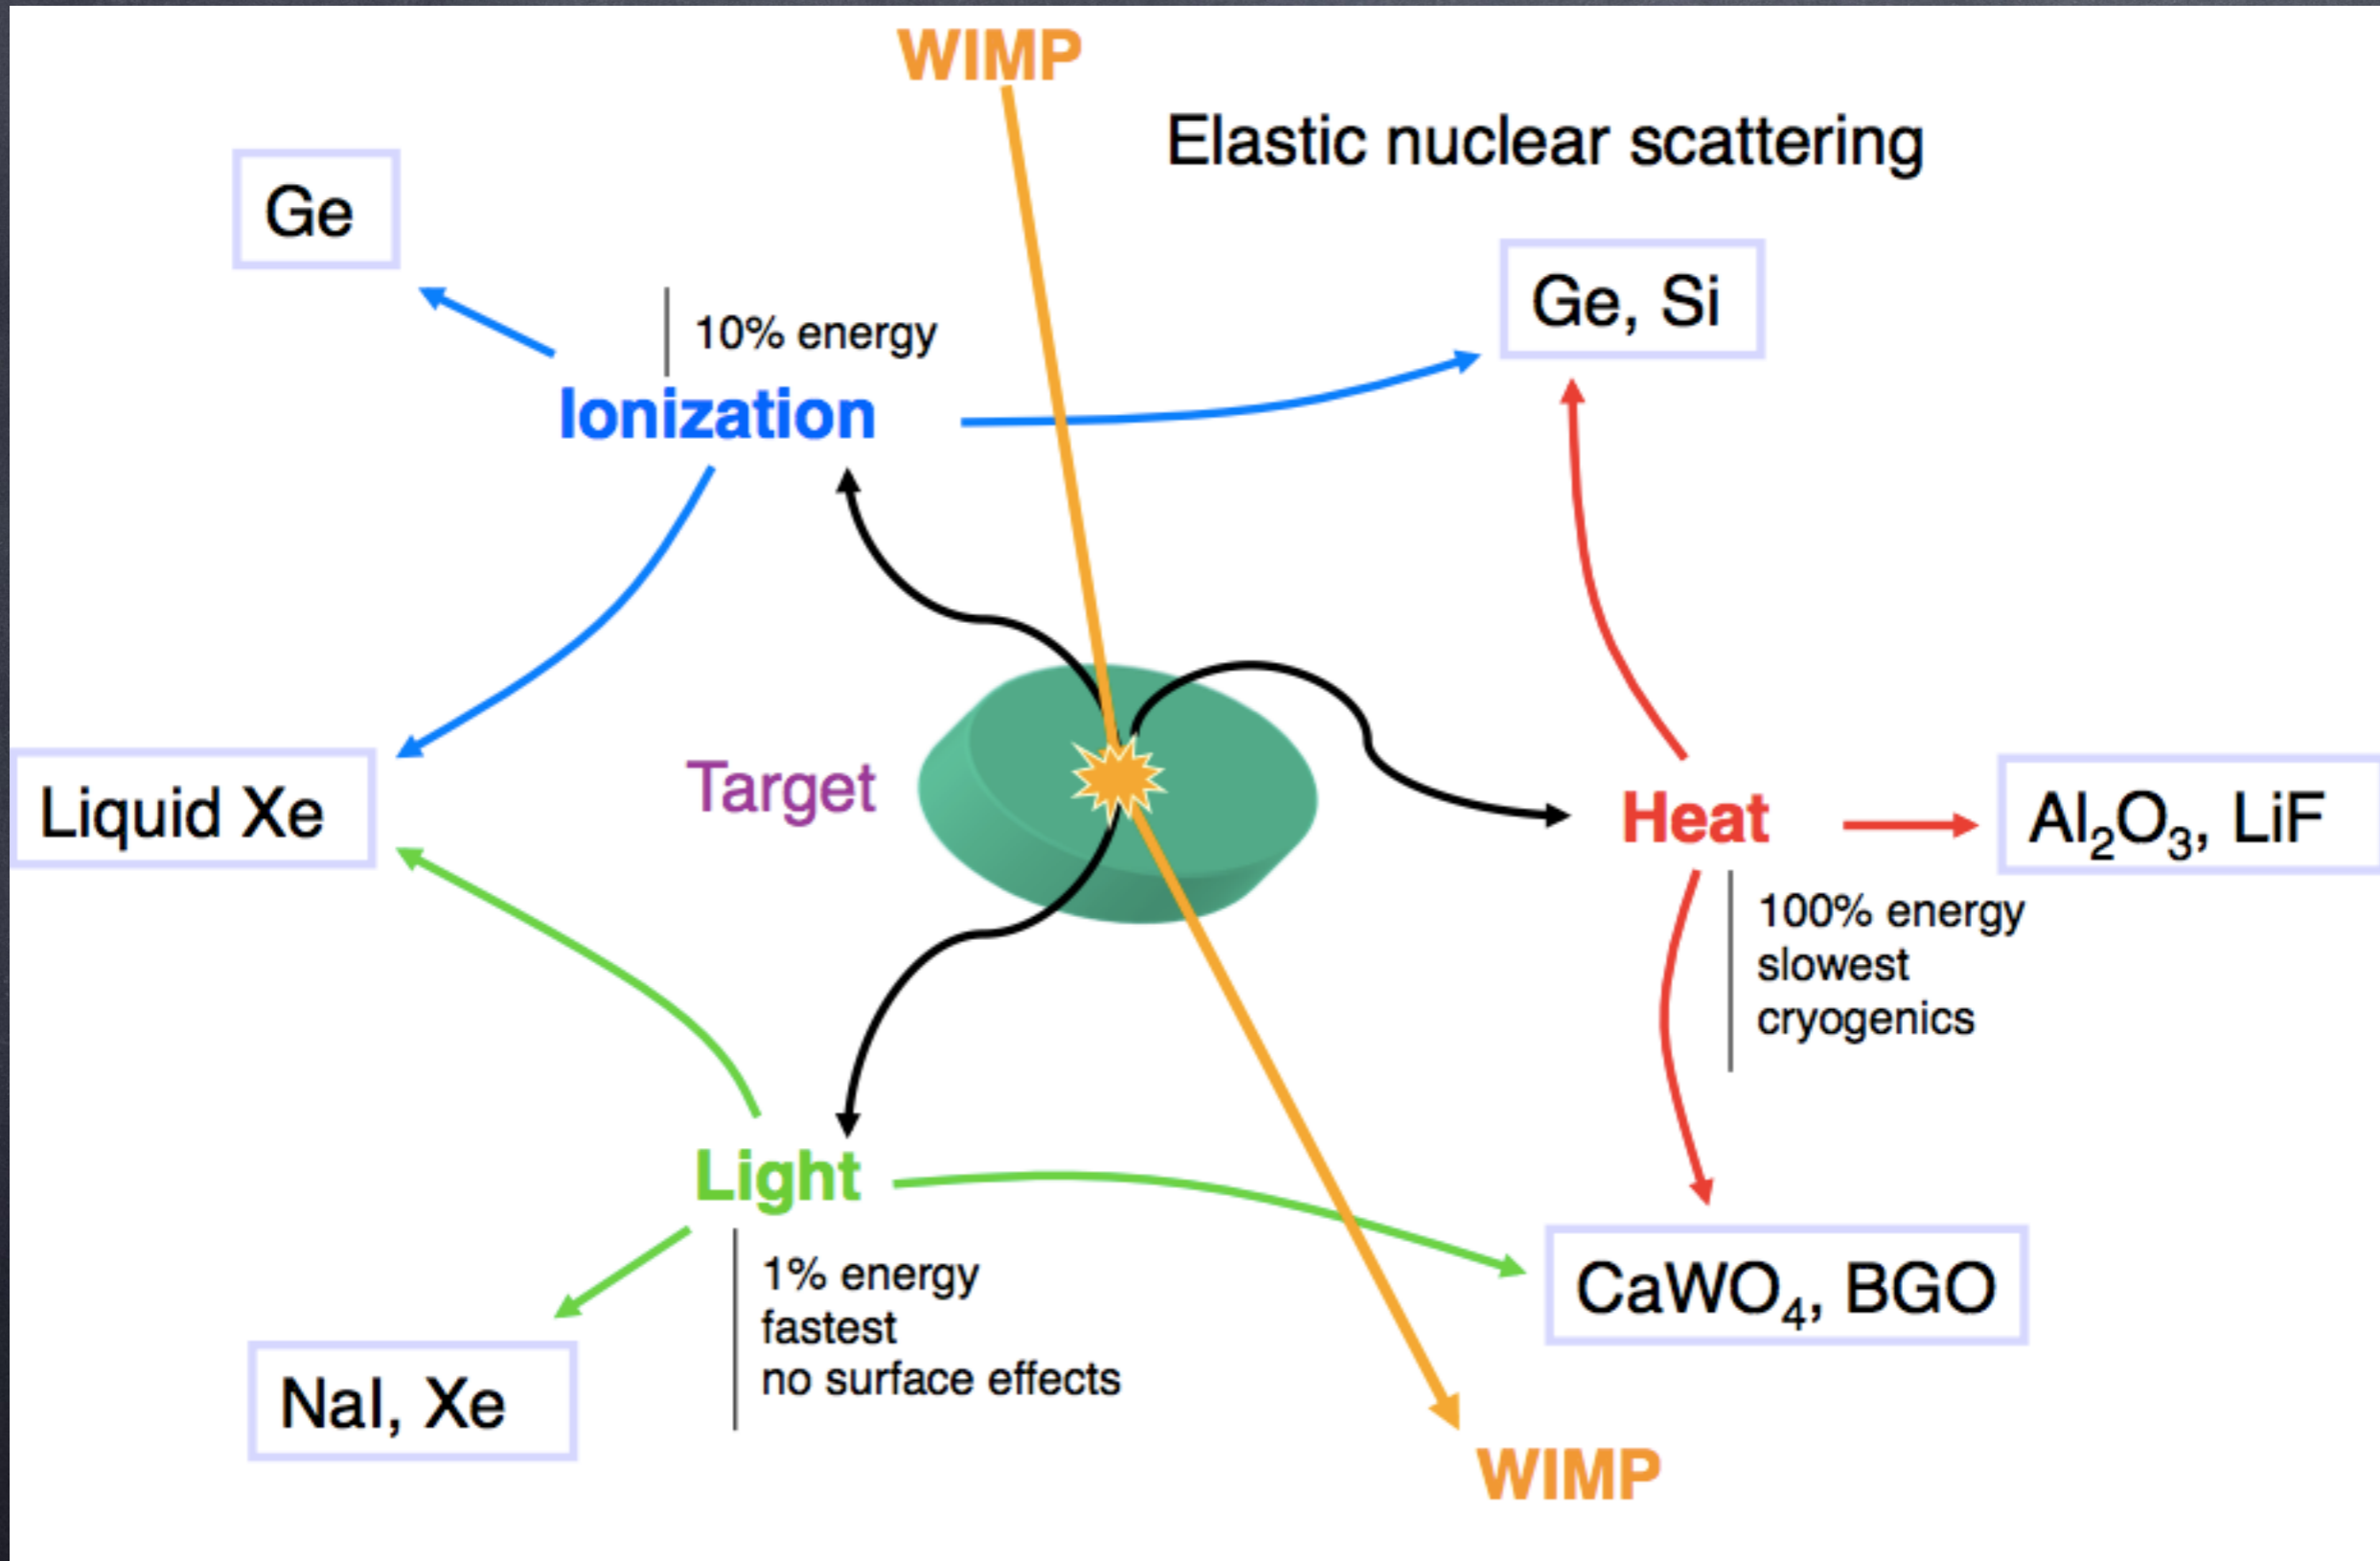 WIMP
Elastic nuclear scattering
Ge
Ge, Si
10% energy
Ionization
Target
Liquid Xe
Heat
Al₂O₃, LiF
100% energy
slowest
cryogenics
Light
1% energy
fastest
no surface effects
CaWO₄, BGO
NaI, Xe
WIMP